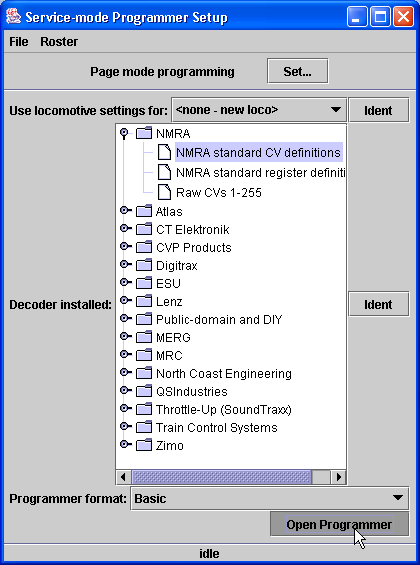 Service-mode Programmer Setup
File Roster
Page mode programming Set...
Use locomotive settings for: <none - new loco> Ident
NMRA
NMRA standard CV definitions
NMRA standard register definiti
Raw CVs 1-255
Atlas
CT Elektronik
CVP Products
Digitrax
ESU
Decoder installed: Lenz Ident
Public-domain and DIY
MERG
MRC
North Coast Engineering
QSIndustries
Throttle-Up (SoundTraxx)
Train Control Systems
Zimo
Programmer format: Basic
Open Programmer
idle